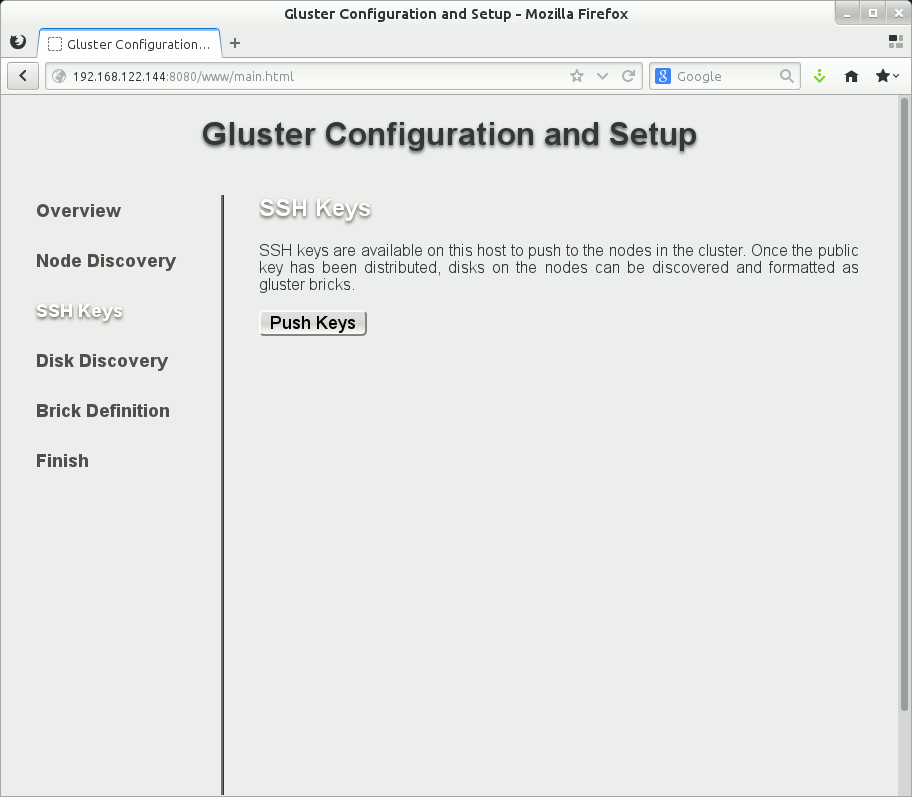 Gluster Configuration and Setup - Mozilla Firefox
Gluster Configuration...
192.168.122.144:8080/www/main.html
Google
Gluster Configuration and Setup
Overview
Node Discovery
SSH Keys
Disk Discovery
Brick Definition
Finish
SSH Keys
SSH keys are available on this host to push to the nodes in the cluster. Once the public
key has been distributed, disks on the nodes can be discovered and formatted as
gluster bricks.
Push Keys